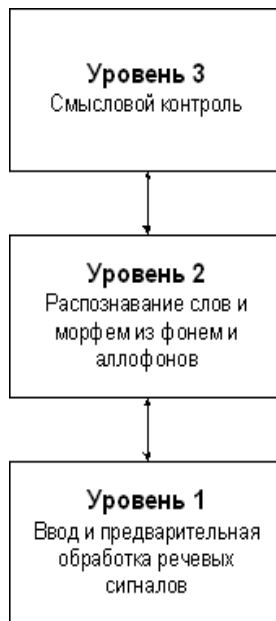 Уровень 3
Смысловой контроль
Уровень 2
Распознавание слов и
морфем из фонем и
аллофонов
Уровень 1
Ввод и предварительная
обработка речевых
сигналов